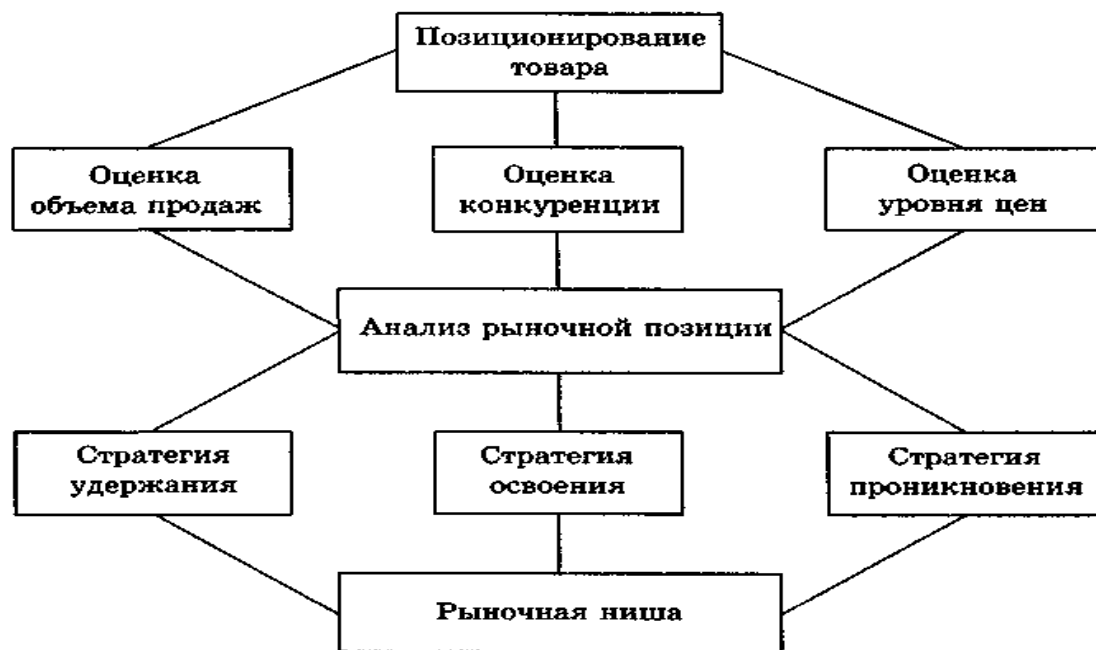 Позиционирование
товара
Оценка
объема продаж
Оценка
конкуренции
Оценка
уровня цен
Анализ рыночной позиции
Стратегия
удержания
Стратегия
освоения
Стратегия
проникновения
Рыночная ниша